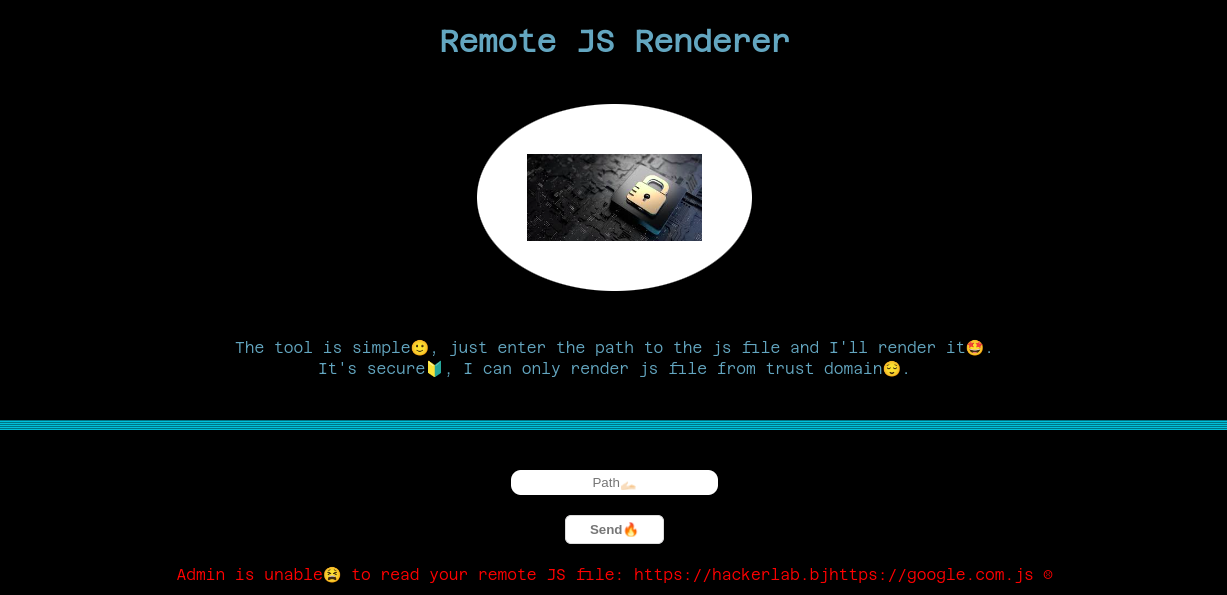 Remote JS Renderer
The tool is simple🙂, just enter the path to the js file and I'll render it🤩.
It's secure🔰, I can only render js file from trust domain😌.
Path🫴🏻
Send🔥
Admin is unable😫 to read your remote JS file: https://hackerlab.bjhttps://google.com.js ☹